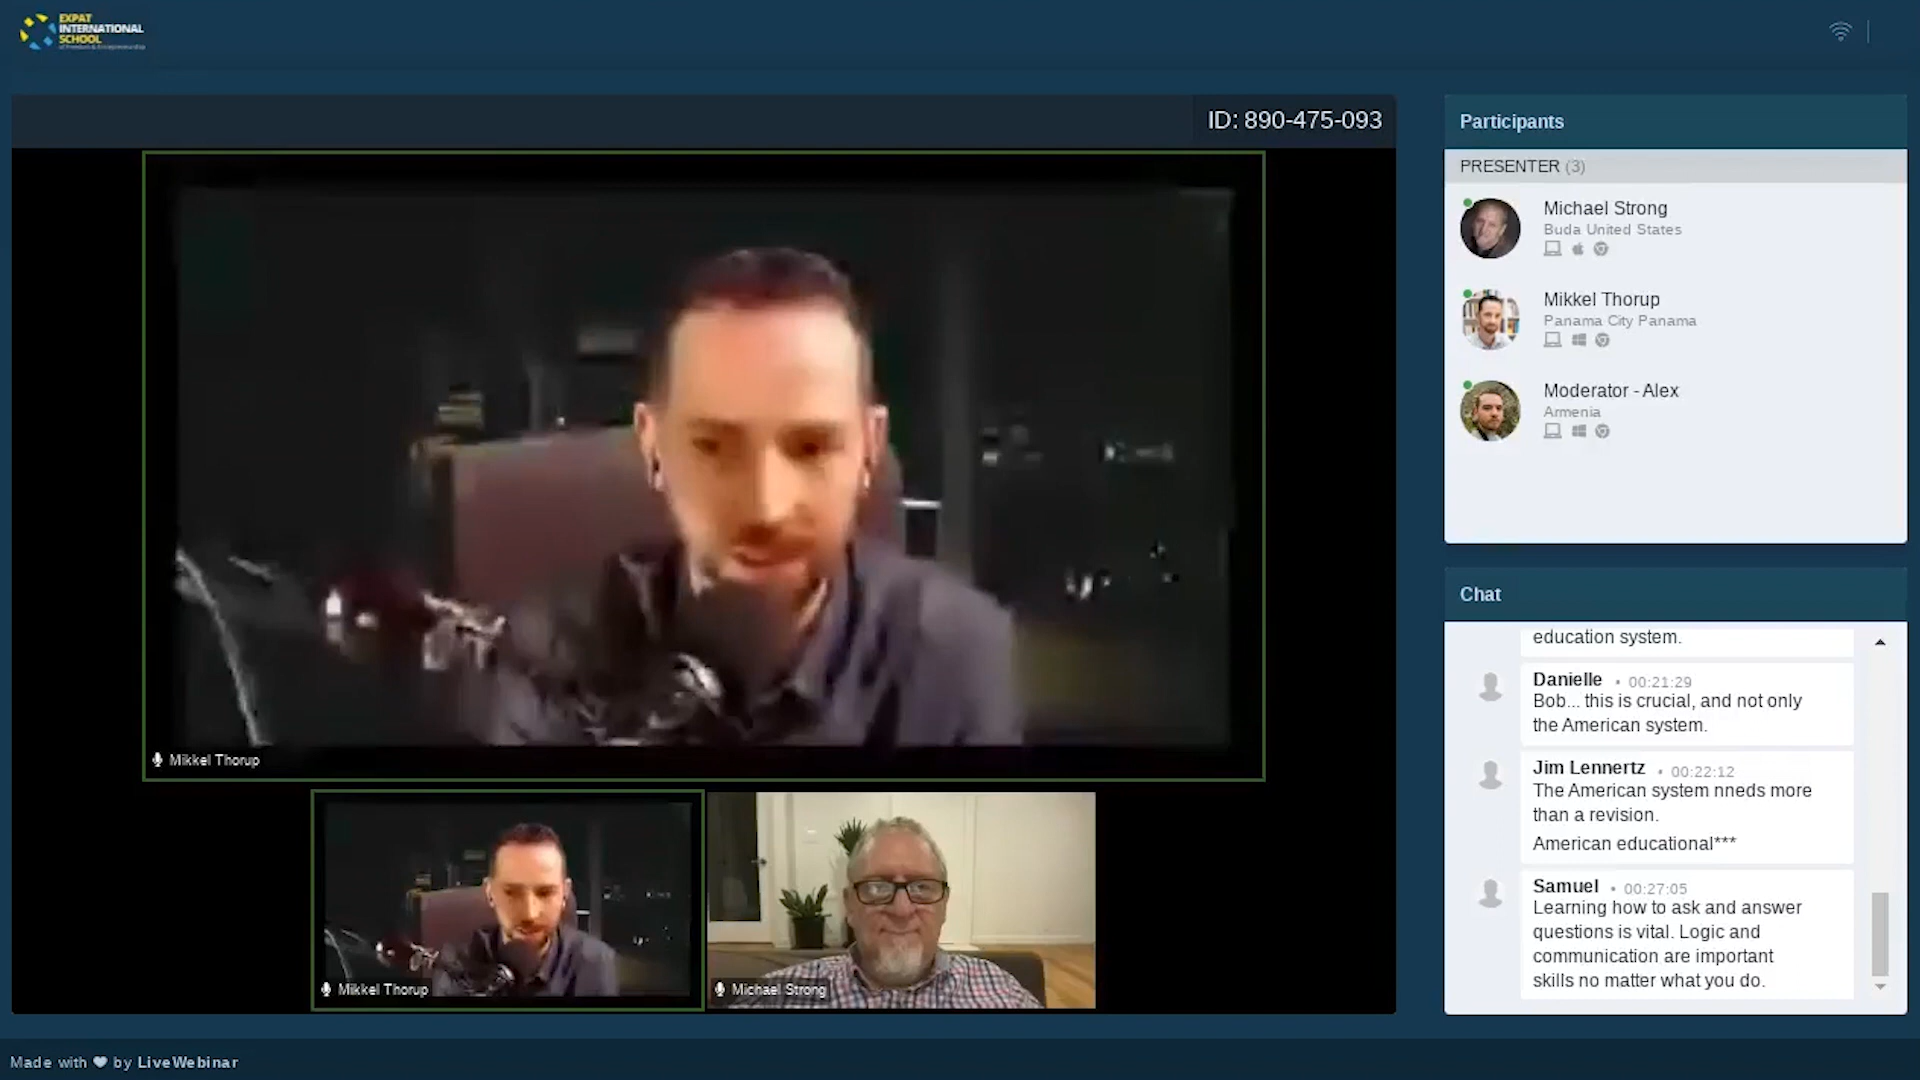 EXPAT
INTERNATIONAL
SCHOOL
of Freedom & Entrepreneurship
ID: 890-475-093
Mikkel Thorup
Mikkel Thorup
Michael Strong
Participants
PRESENTER (3)
Michael Strong
Buda United States
Mikkel Thorup
Panama City Panama
Moderator - Alex
Armenia
Chat
education system.
Danielle • 00:21:29
Bob... this is crucial, and not only
the American system.
Jim Lennertz • 00:22:12
The American system nneds more
than a revision.
American educational***
Samuel • 00:27:05
Learning how to ask and answer
questions is vital. Logic and
communication are important
skills no matter what you do.
Made with ❤ by LiveWebinar